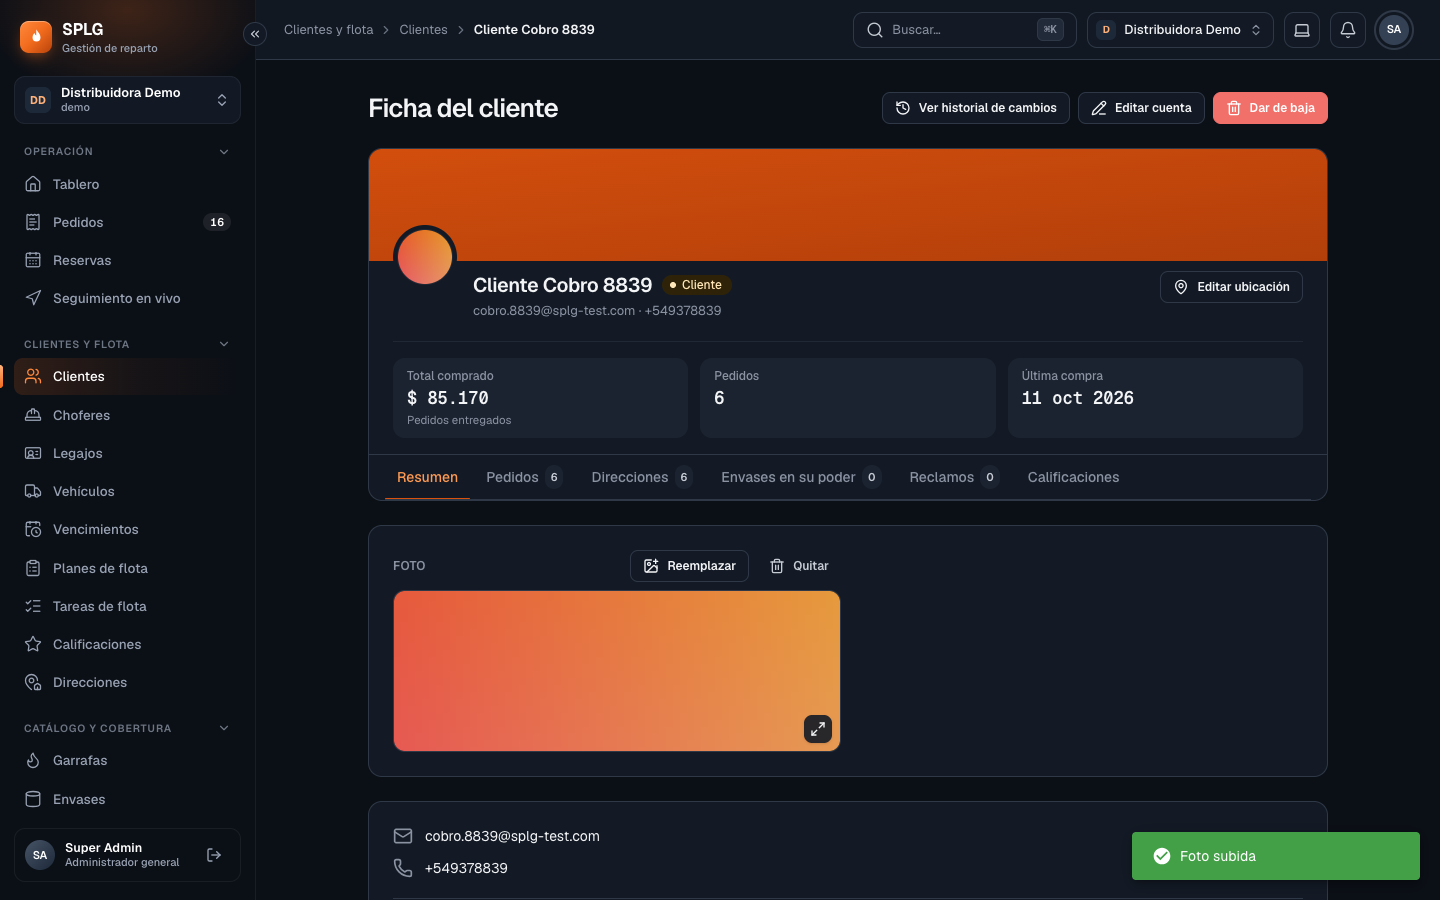 SPLG
Gestión de reparto
Distribuidora Demo
DD
demo
OPERACIÓN
Tablero
Pedidos 16
Reservas
Seguimiento en vivo
CLIENTES Y FLOTA
Clientes
Choferes
Legajos
Vehículos
Vencimientos
Planes de flota
Tareas de flota
Calificaciones
Direcciones
CATÁLOGO Y COBERTURA
Garrafas
Envases
SA
Super Admin
Administrador general
Clientes y flota > Clientes > Cliente Cobro 8839
Buscar... ⌘K
D Distribuidora Demo
SA
Ficha del cliente
Ver historial de cambios
Editar cuenta
Dar de baja
Cliente Cobro 8839
Cliente
cobro.8839@splg-test.com · +549378839
Editar ubicación
Total comprado
$ 85.170
Pedidos entregados
Pedidos
6
Última compra
11 oct 2026
Resumen Pedidos 6 Direcciones 6 Envases en su poder 0 Reclamos 0 Calificaciones
FOTO
Reemplazar
Quitar
cobro.8839@splg-test.com
+549378839
Foto subida